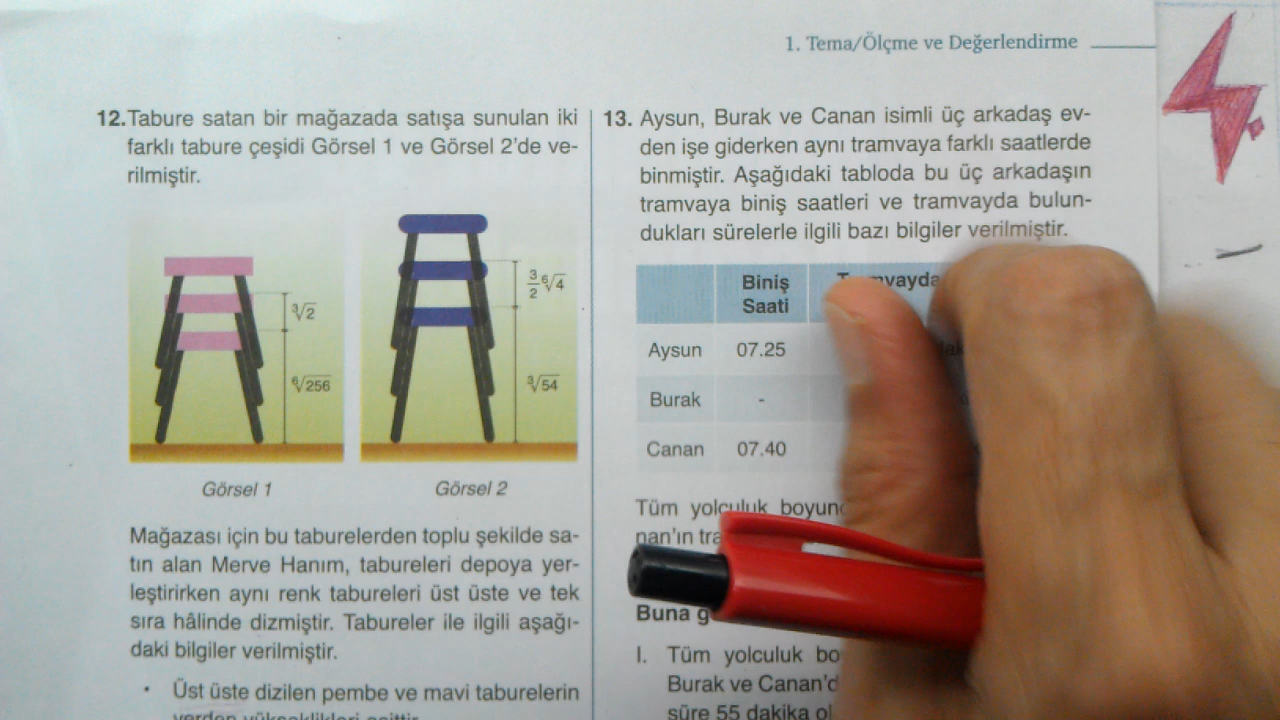 1. Tema/Ölçme ve Değerlendirme
12. Tabure satan bir mağazada satışa sunulan iki
farklı tabure çeşidi Görsel 1 ve Görsel 2'de ve-
rilmiştir.
∛2
⁶√256
3/2 ⁶√4
∛54
Görsel 1
Görsel 2
Mağazası için bu taburelerden toplu şekilde sa-
tın alan Merve Hanım, tabureleri depoya yer-
leştirirken aynı renk tabureleri üst üste ve tek
sıra hâlinde dizmiştir. Tabureler ile ilgili aşağı-
daki bilgiler verilmiştir.
• Üst üste dizilen pembe ve mavi taburelerin
yerden yükseklikleri eşittir.
13. Aysun, Burak ve Canan isimli üç arkadaş ev-
den işe giderken aynı tramvaya farklı saatlerde
binmiştir. Aşağıdaki tabloda bu üç arkadaşın
tramvaya biniş saatleri ve tramvayda bulun-
dukları sürelerle ilgili bazı bilgiler verilmiştir.
Biniş
Saati
Aysun 07.25
Burak -
Canan 07.40
Tüm yolculuk
nan'ın
Buna
I. Tüm yolculuk
Burak ve
süre 55 dakika